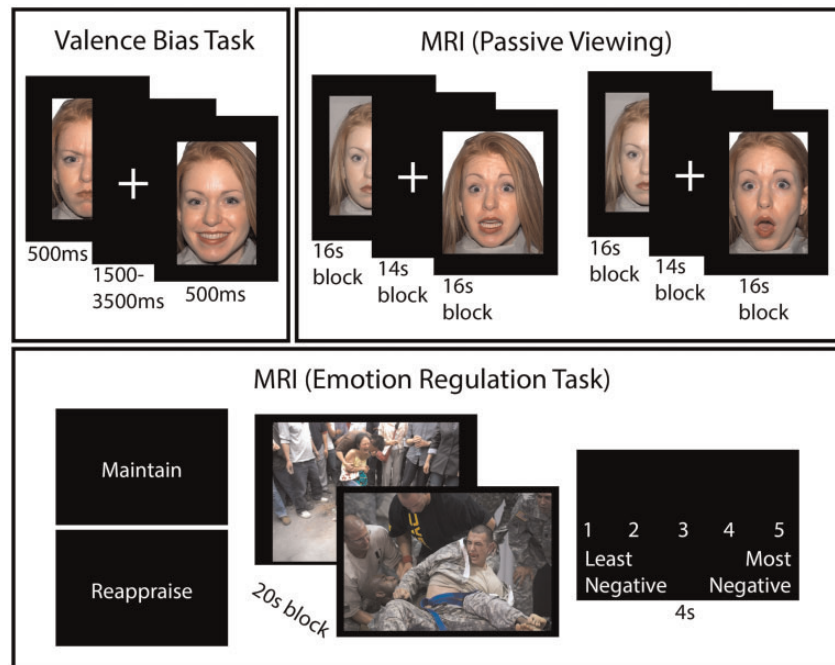 Valence Bias Task
500ms
1500-
3500ms
500ms
MRI (Passive Viewing)
16s
block
14s
block
16s
block
16s
block
14s
block
16s
block
MRI (Emotion Regulation Task)
Maintain
Reappraise
20s block
1 2 3 4 5
Least Most
Negative Negative
4s